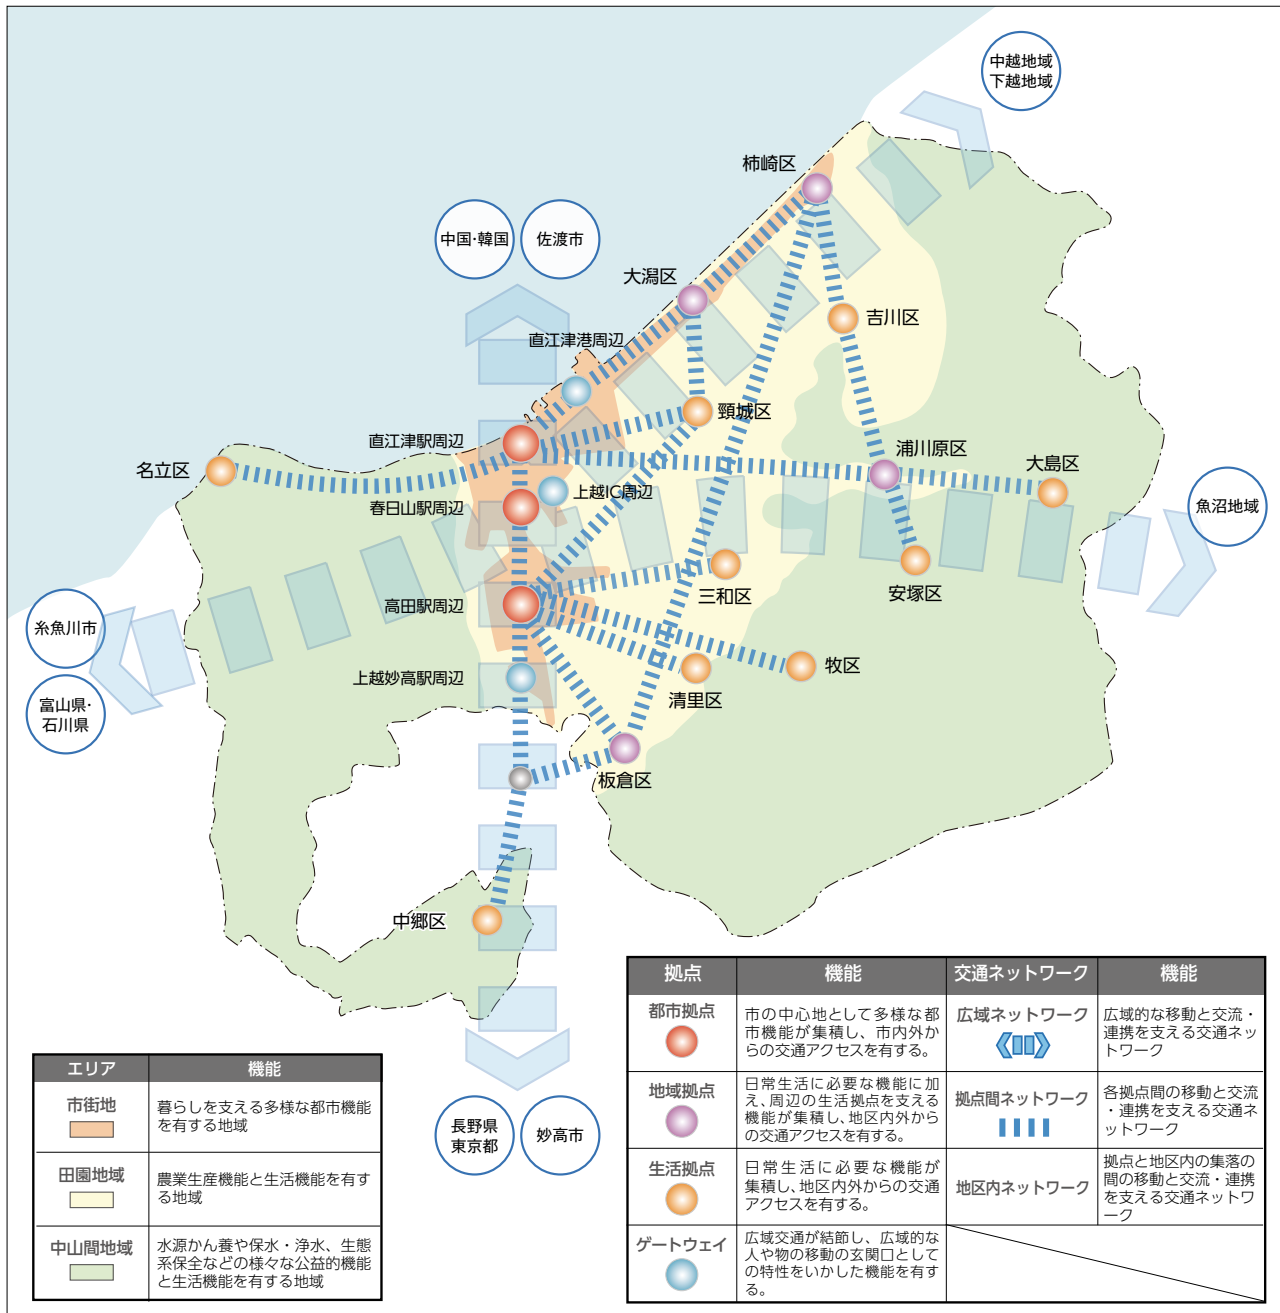 中越地域
下越地域
柿崎区
中国・韓国
佐渡市
大潟区
吉川区
直江津港周辺
頸城区
直江津駅周辺
浦川原区
大島区
名立区
上越IC周辺
春日山駅周辺
魚沼地域
三和区
安塚区
高田駅周辺
糸魚川市
牧区
上越妙高駅周辺
清里区
富山県・
石川県
板倉区
中郷区
長野県
東京都
妙高市
エリア
機能
市街地
暮らしを支える多様な都市機能
を有する地域
田園地域
農業生産機能と生活機能を有す
る地域
中山間地域
水源かん養や保水・浄水、生態
系保全などの様々な公益的機能
と生活機能を有する地域
拠点
機能
交通ネットワーク
機能
都市拠点
市の中心地として多様な都
市機能が集積し、市内外か
らの交通アクセスを有する。
広域ネットワーク
広域的な移動と交流・
連携を支える交通ネッ
トワーク
地域拠点
日常生活に必要な機能に加
え、周辺の生活拠点を支える
機能が集積し、地区内外から
の交通アクセスを有する。
拠点間ネットワーク
各拠点間の移動と交流
・連携を支える交通ネ
ットワーク
生活拠点
日常生活に必要な機能が
集積し、地区内外からの交通
アクセスを有する。
地区内ネットワーク
拠点と地区内の集落の
間の移動と交流・連携
を支える交通ネットワ
ーク
ゲートウェイ
広域交通が結節し、広域的な
人や物の移動の玄関口として
の特性をいかした機能を有す
る。